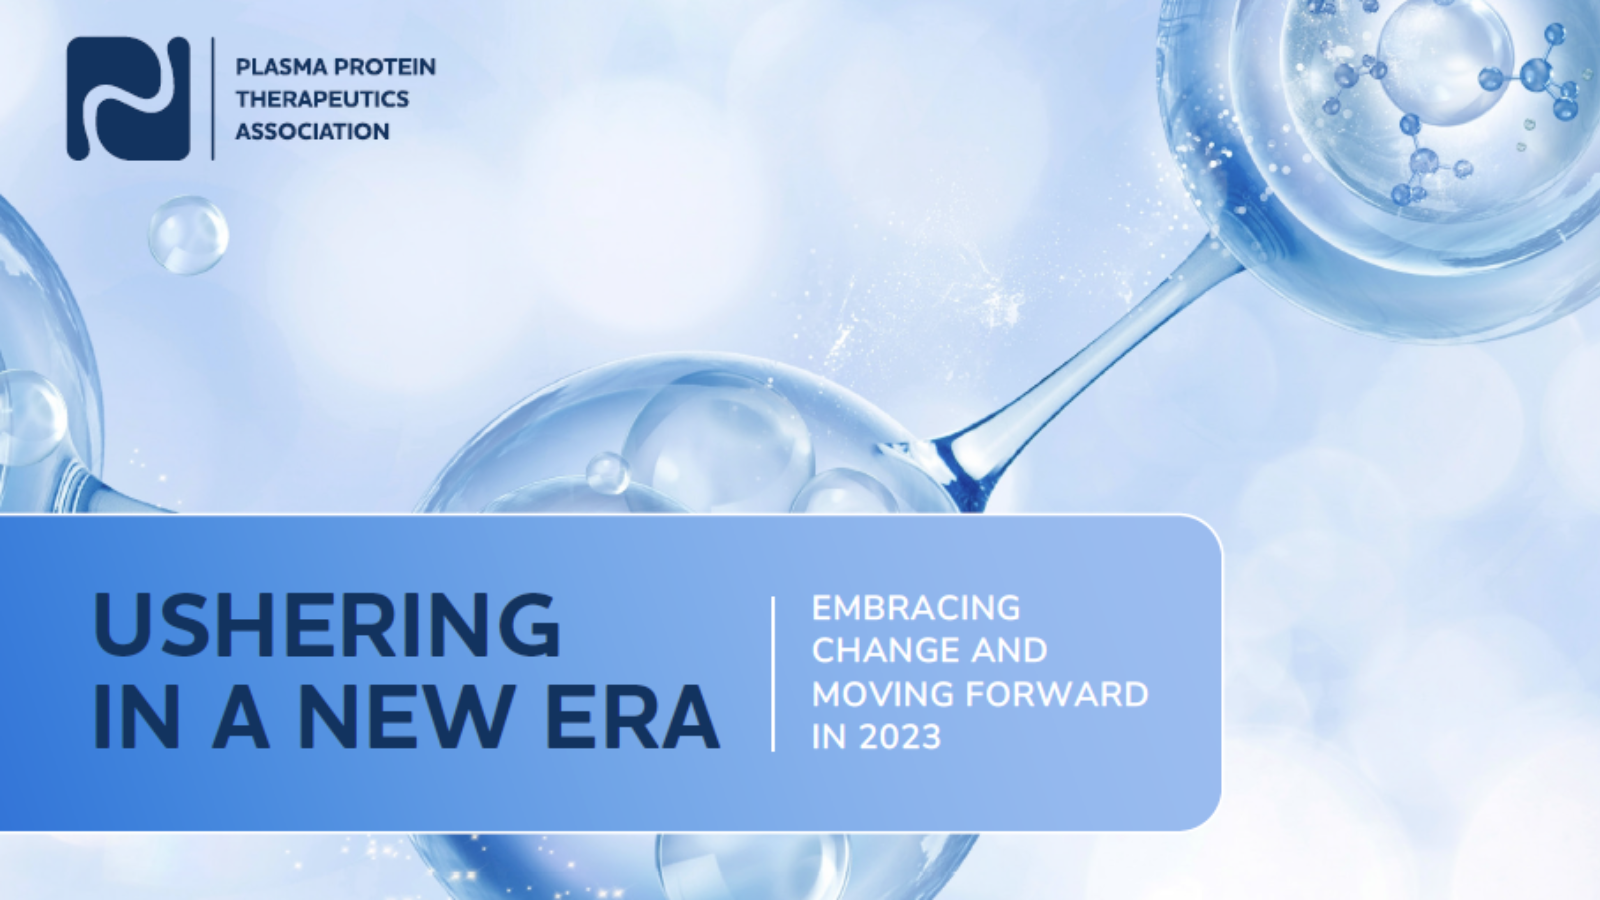 PLASMA PROTEIN
THERAPEUTICS
ASSOCIATION
USHERING
IN A NEW ERA
EMBRACING
CHANGE AND
MOVING FORWARD
IN 2023